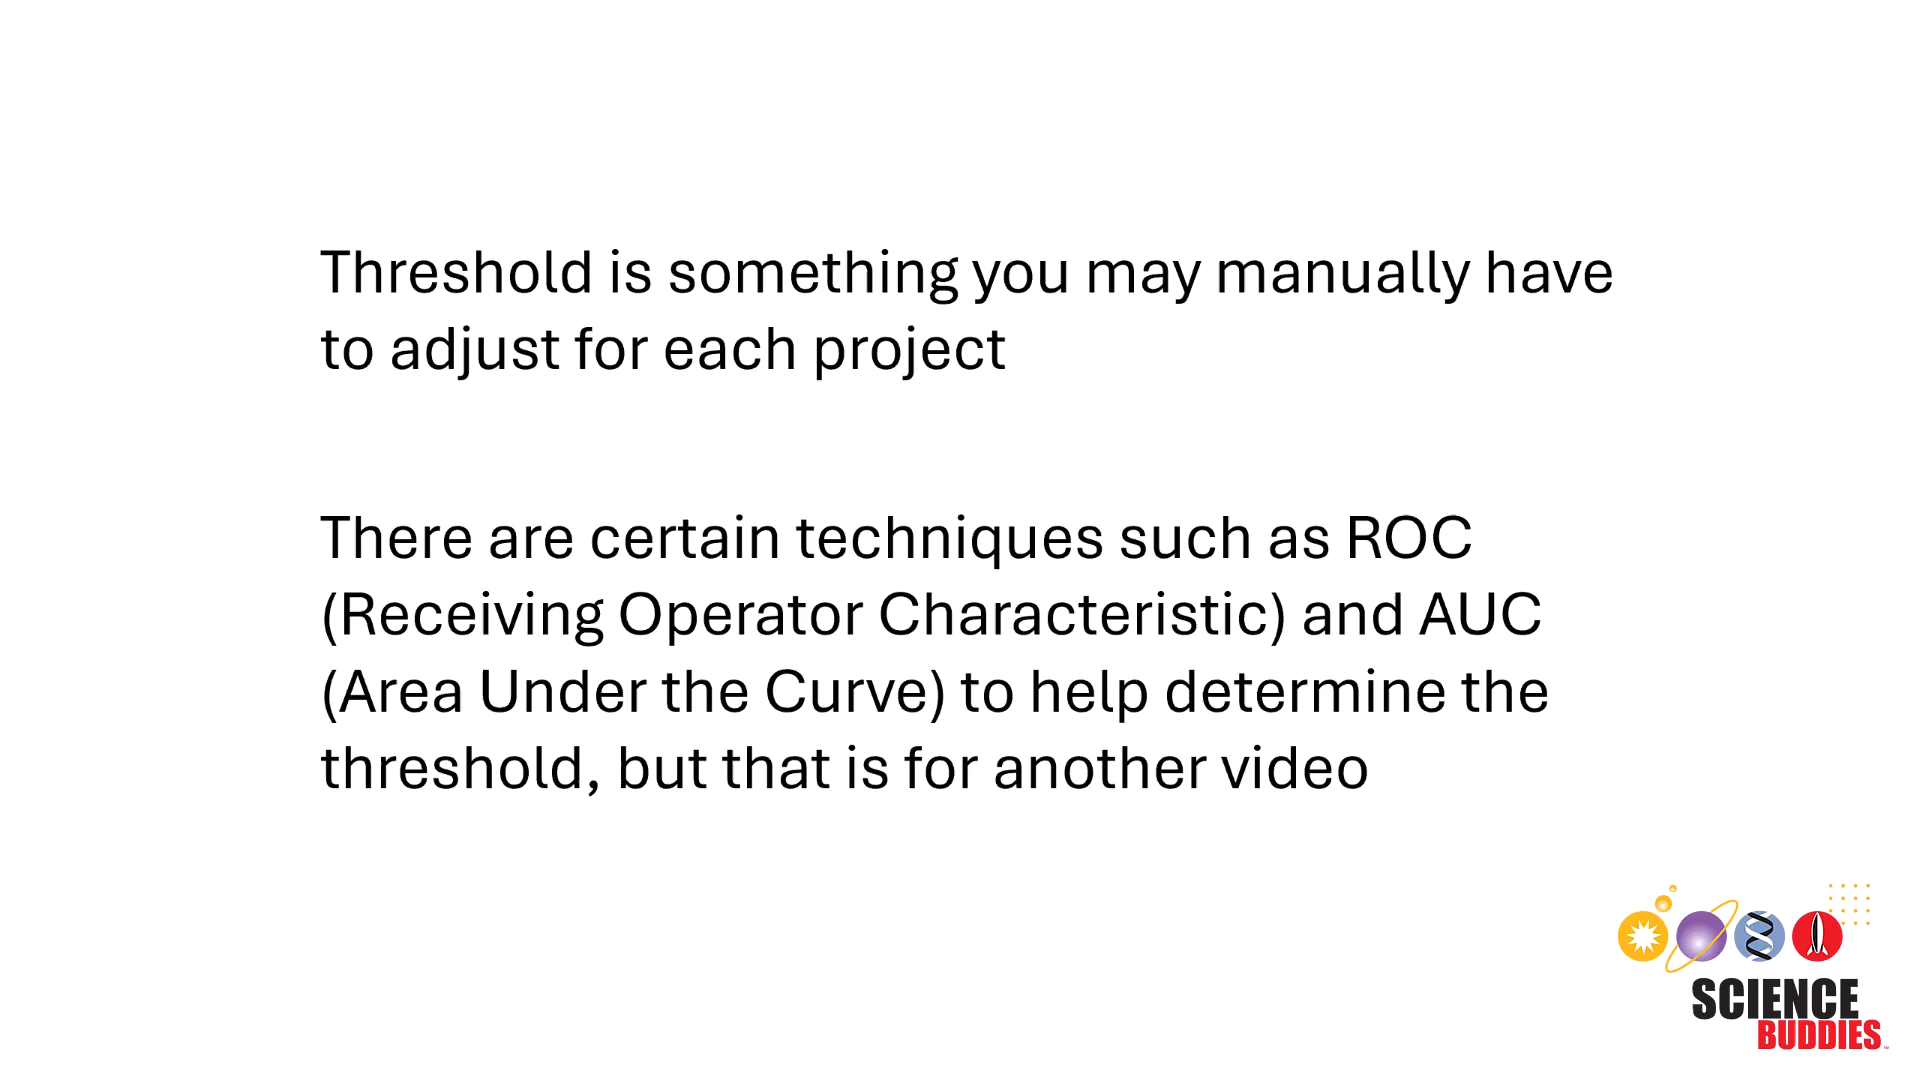 Threshold is something you may manually have
to adjust for each project
There are certain techniques such as ROC
(Receiving Operator Characteristic) and AUC
(Area Under the Curve) to help determine the
threshold, but that is for another video
SCIENCE
BUDDIES